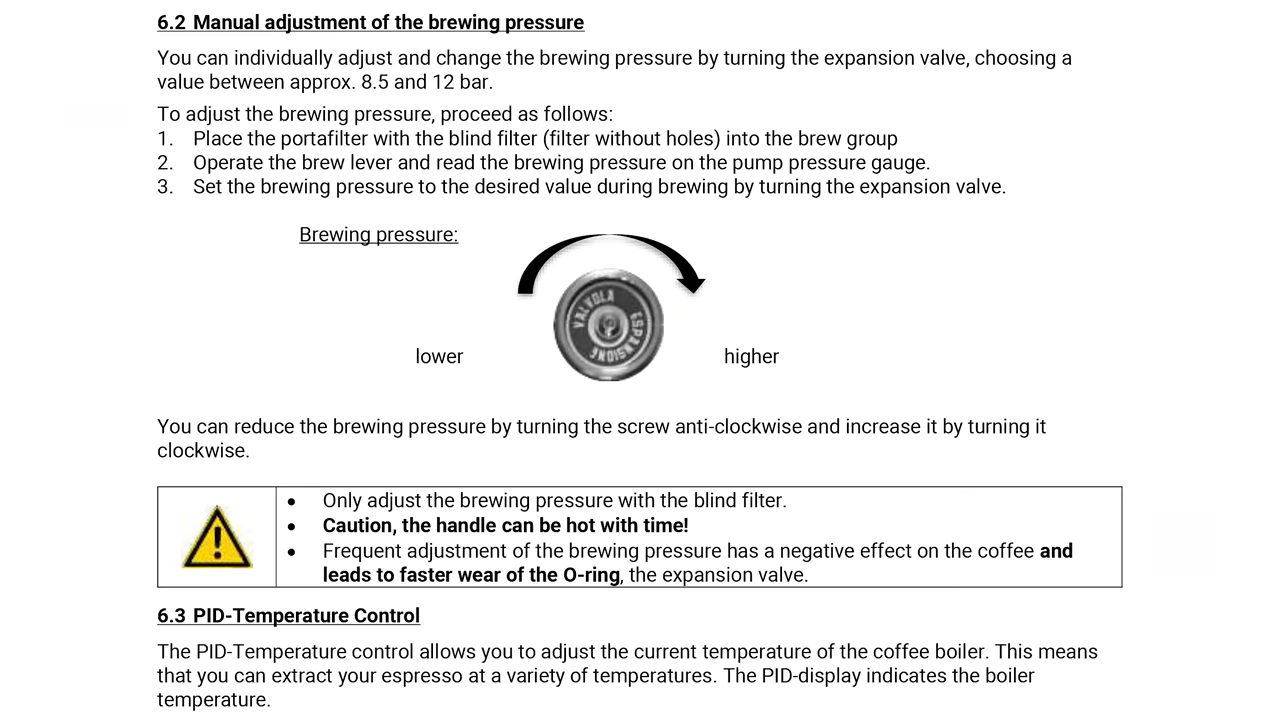 6.2 Manual adjustment of the brewing pressure
You can individually adjust and change the brewing pressure by turning the expansion valve, choosing a
value between approx. 8.5 and 12 bar.
To adjust the brewing pressure, proceed as follows:
1. Place the portafilter with the blind filter (filter without holes) into the brew group
2. Operate the brew lever and read the brewing pressure on the pump pressure gauge.
3. Set the brewing pressure to the desired value during brewing by turning the expansion valve.
Brewing pressure:
VALVOLA ESPANSIONE
lower higher
You can reduce the brewing pressure by turning the screw anti-clockwise and increase it by turning it
clockwise.
• Only adjust the brewing pressure with the blind filter.
• Caution, the handle can be hot with time!
• Frequent adjustment of the brewing pressure has a negative effect on the coffee and
leads to faster wear of the O-ring, the expansion valve.
6.3 PID-Temperature Control
The PID-Temperature control allows you to adjust the current temperature of the coffee boiler. This means
that you can extract your espresso at a variety of temperatures. The PID-display indicates the boiler
temperature.